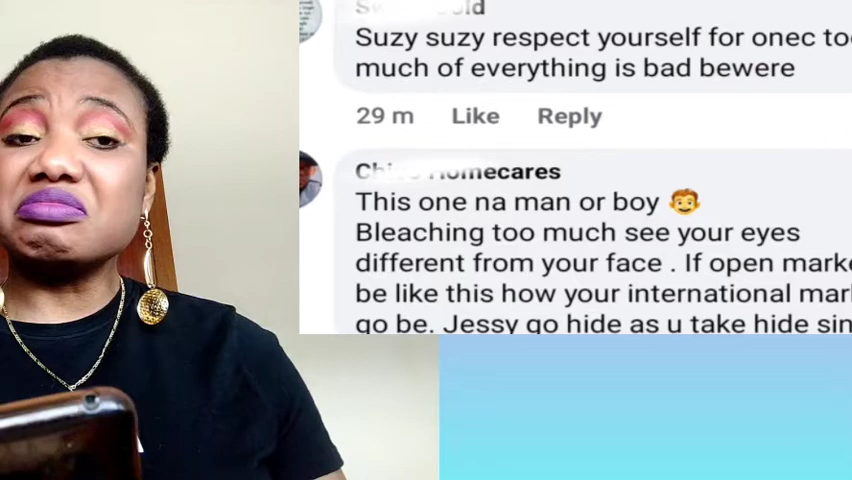 Suzy suzy respect yourself for onec too
much of everything is bad bewere
29 m Like Reply
This one na man or boy 👦
Bleaching too much see your eyes
different from your face . If open marke
be like this how your international mar
go be. Jessy go hide as u take hide sin